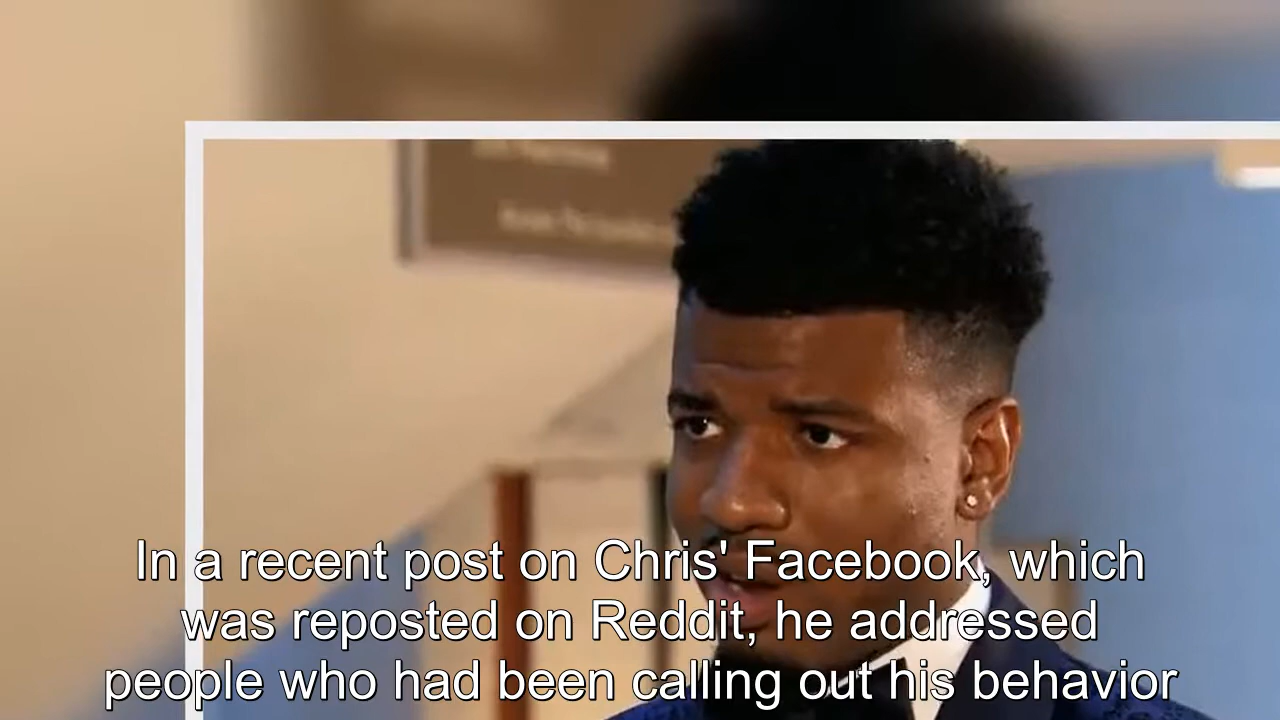 In a recent post on Chris' Facebook, which
was reposted on Reddit, he addressed
people who had been calling out his behavior